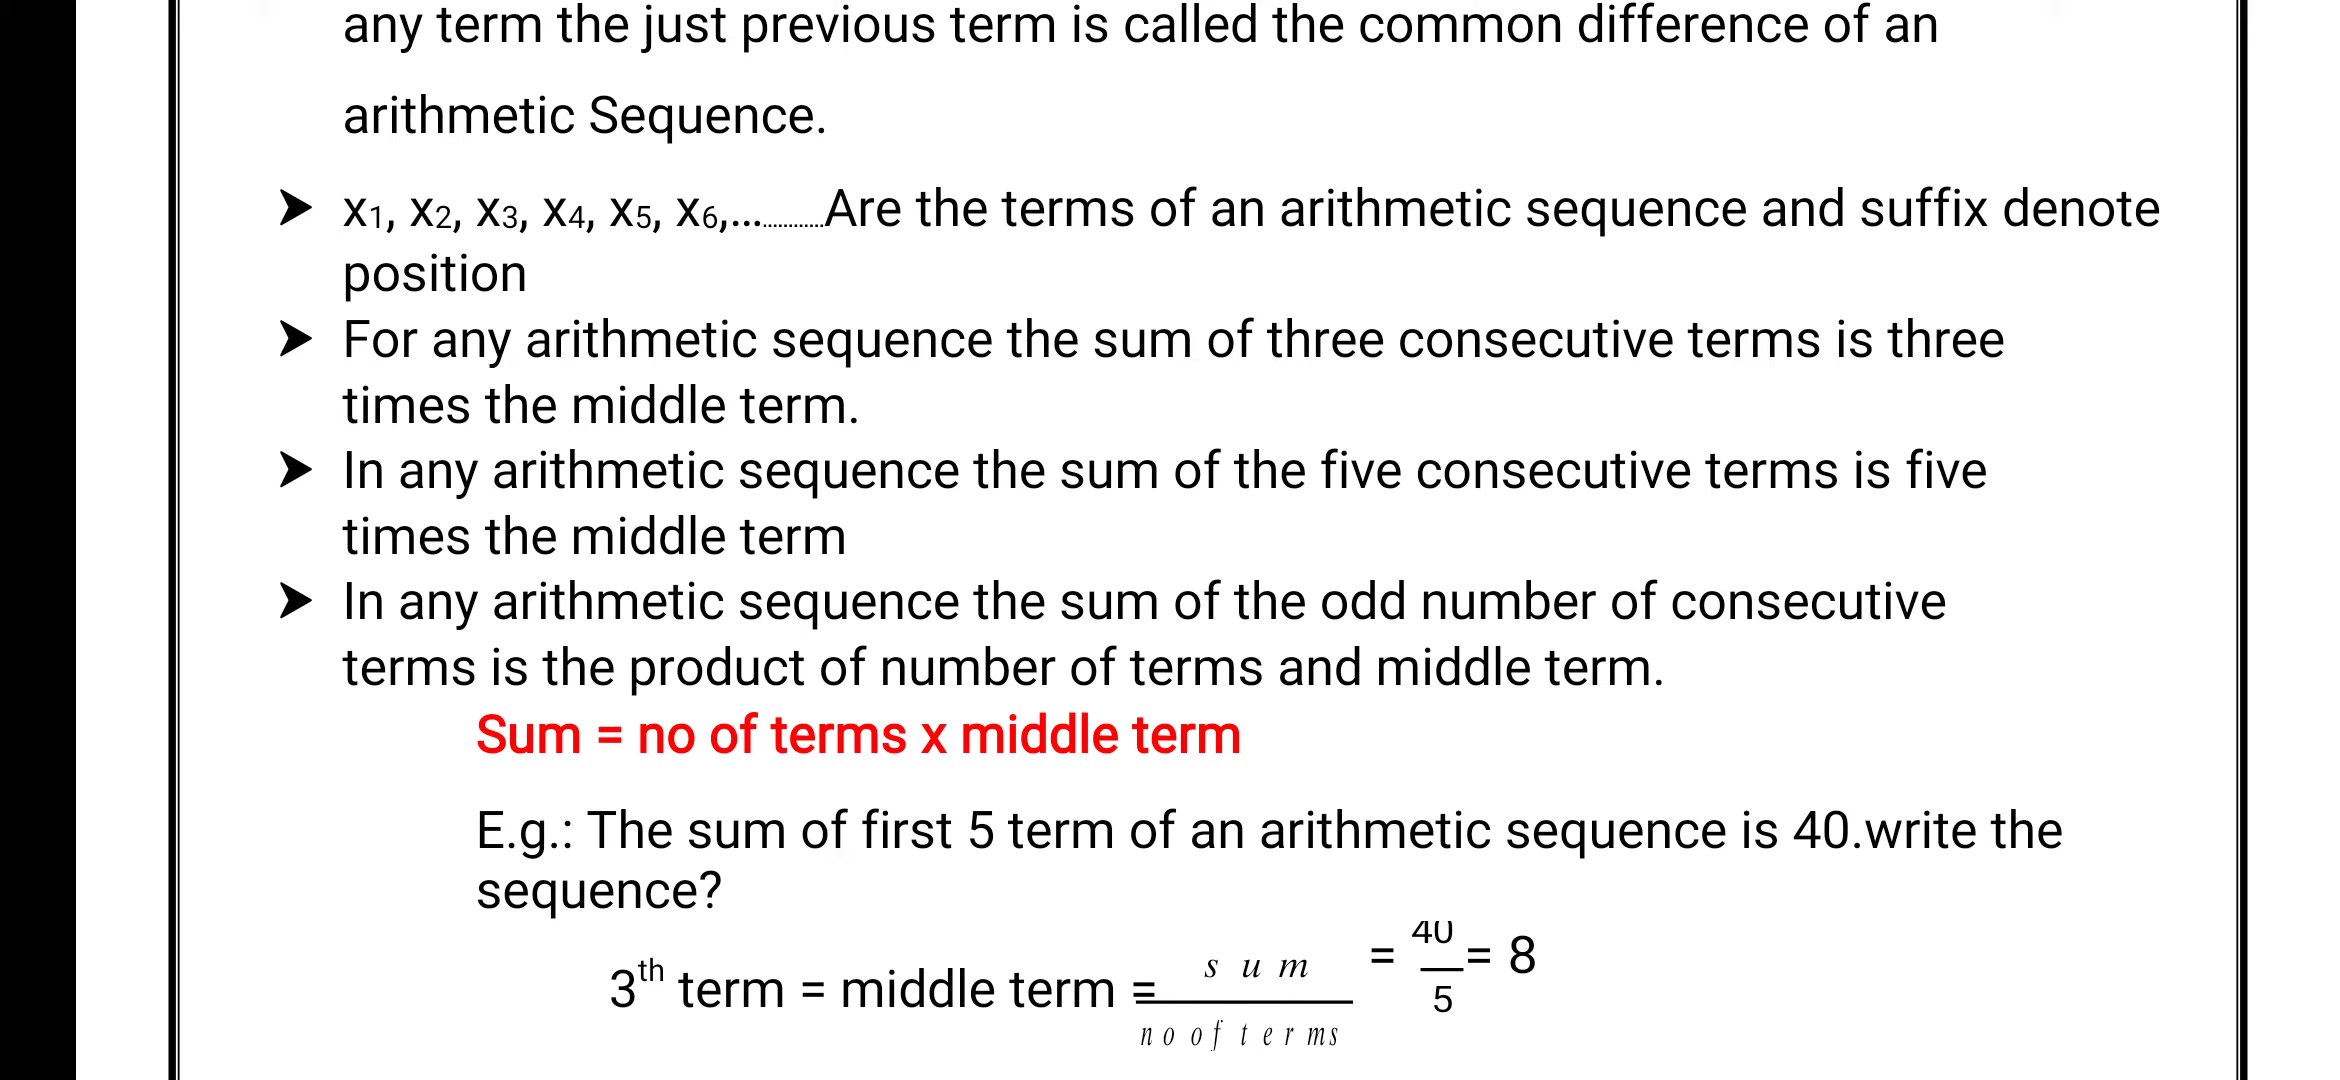 any term the just previous term is called the common difference of an
arithmetic Sequence.
➤ x₁, x₂, x₃, x₄, x₅, x₆,...............Are the terms of an arithmetic sequence and suffix denote
position
➤ For any arithmetic sequence the sum of three consecutive terms is three
times the middle term.
➤ In any arithmetic sequence the sum of the five consecutive terms is five
times the middle term
➤ In any arithmetic sequence the sum of the odd number of consecutive
terms is the product of number of terms and middle term.
Sum = no of terms x middle term
E.g.: The sum of first 5 term of an arithmetic sequence is 40.write the
sequence?
3th term = middle term = sum / no of terms = 40 / 5 = 8